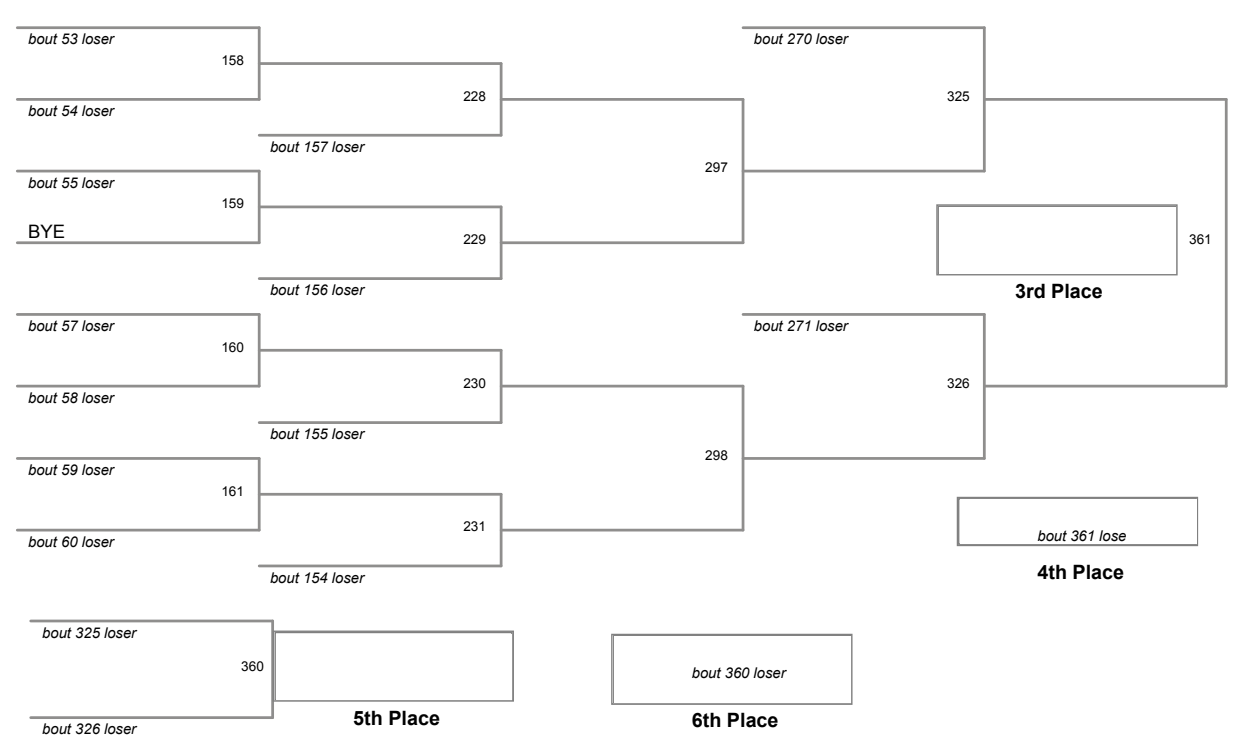 bout 53 loser
bout 270 loser
158
228
325
bout 54 loser
bout 157 loser
297
bout 55 loser
159
BYE
229
361
bout 156 loser
3rd Place
bout 57 loser
bout 271 loser
160
230
326
bout 58 loser
bout 155 loser
298
bout 59 loser
161
231
bout 60 loser
bout 361 lose
4th Place
bout 154 loser
bout 325 loser
360
bout 360 loser
5th Place
6th Place
bout 326 loser